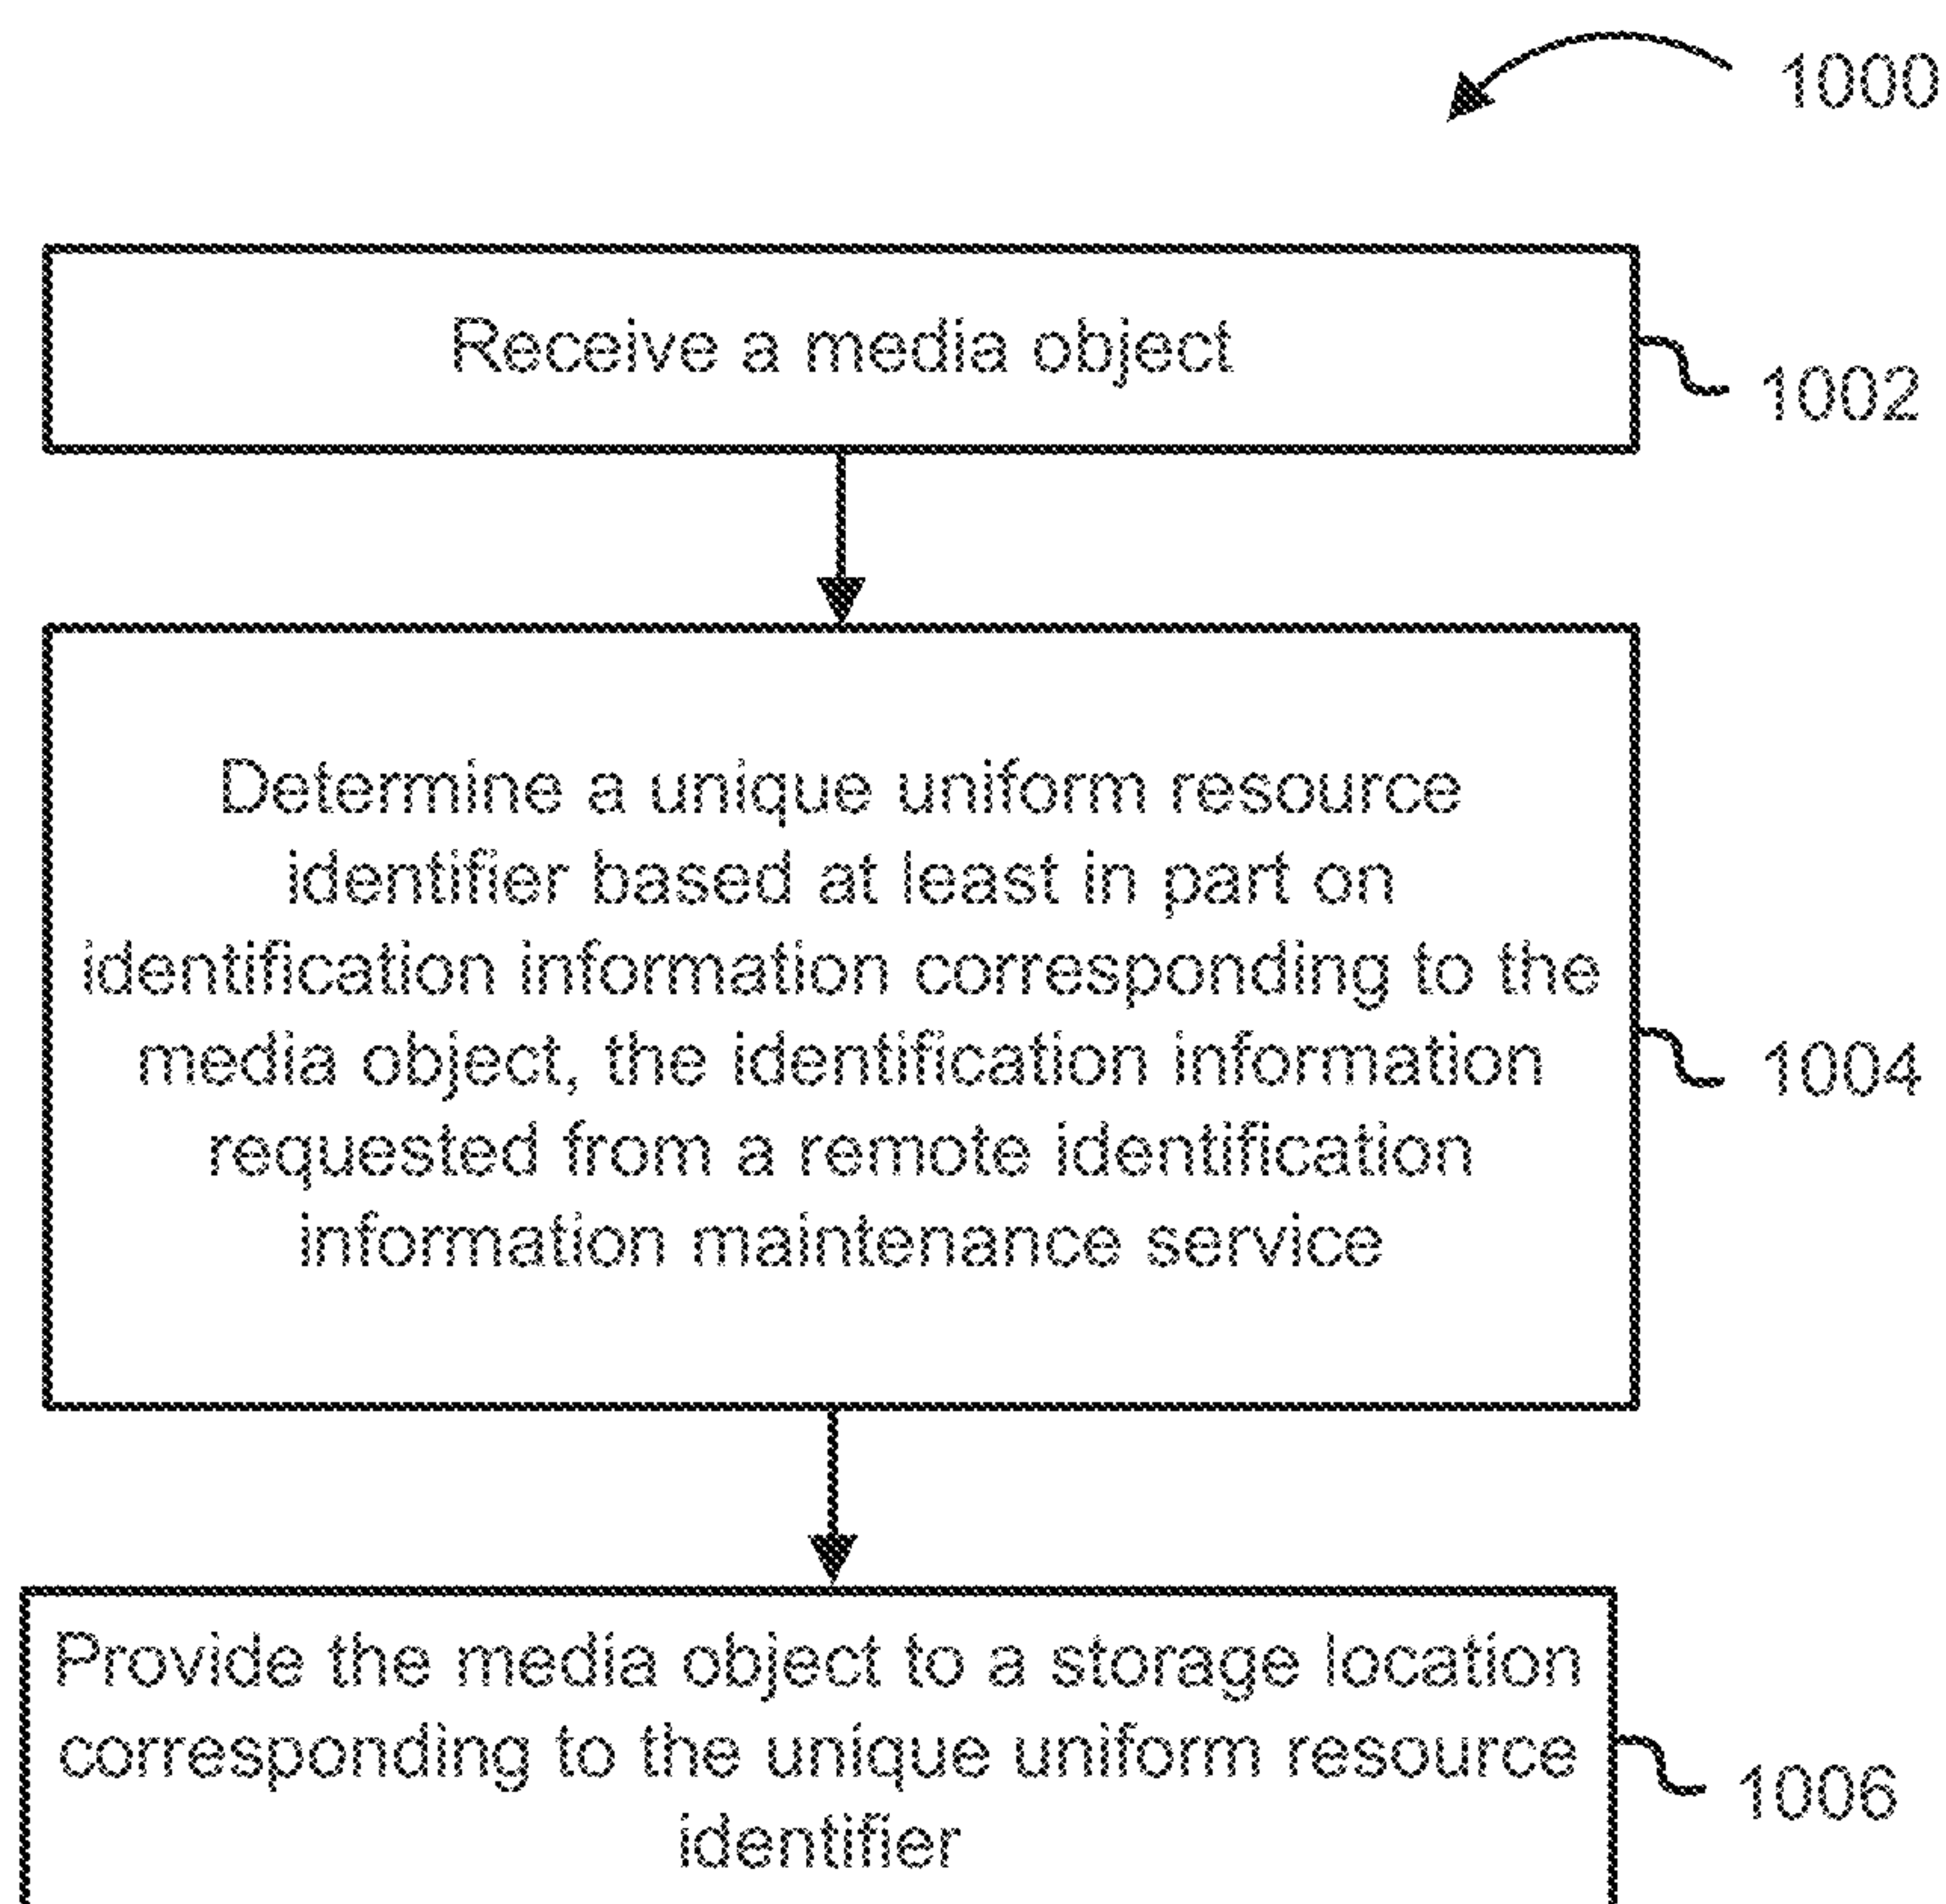 1000
Receive a media object
1002
Determine a unique uniform resource
identifier based at least in part on
identification information corresponding to the
media object, the identification information
requested from a remote identification
information maintenance service
1004
Provide the media object to a storage location
corresponding to the unique uniform resource
identifier
1006